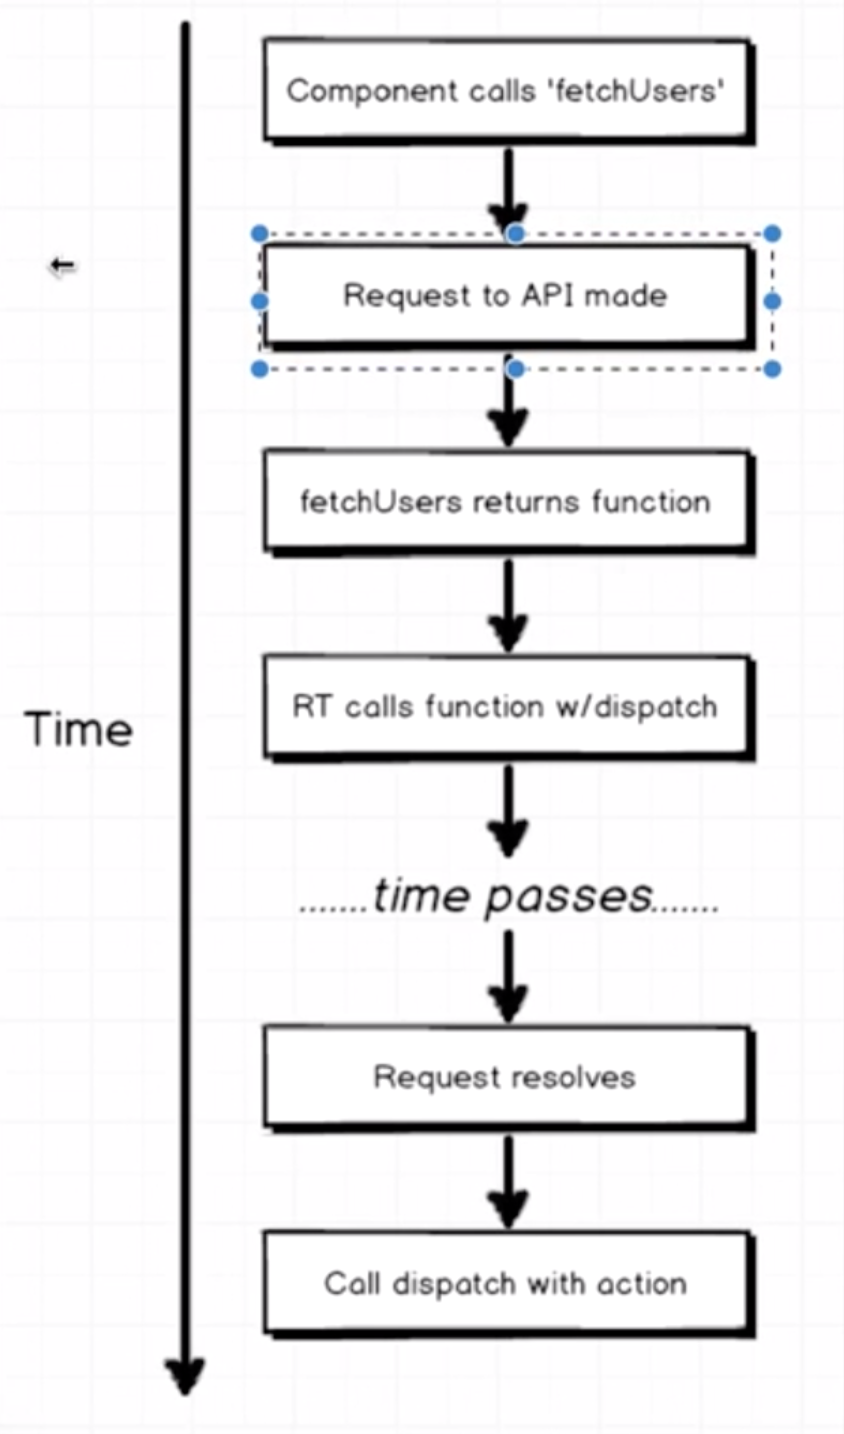 Component calls 'fetchUsers'
Request to API made
fetchUsers returns function
RT calls function w/dispatch
Time
.......time passes.......
Request resolves
Call dispatch with action